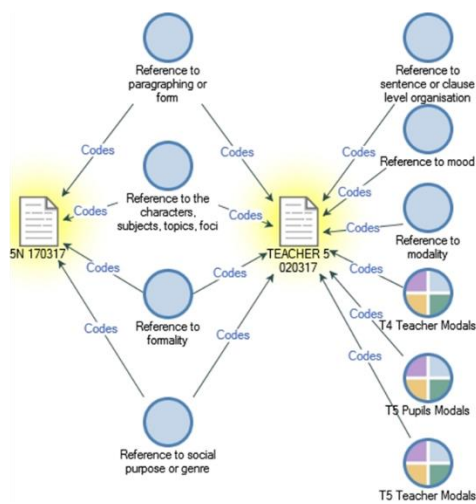 Reference to
paragraphing or
form
Reference to
sentence or clause
level organisation
Codes
Codes
Codes
Reference to the
characters,
subjects, topics, foci
Codes
Reference to mood
Codes
Codes
Codes
5N 170317
TEACHER 5
020317
Reference to
modality
Codes
Codes
Codes
Reference to
formality
T4 Teacher Modals
Codes
Codes
Codes
Codes
T5 Pupils Modals
Reference to social
purpose or genre
T5 Teacher Modals